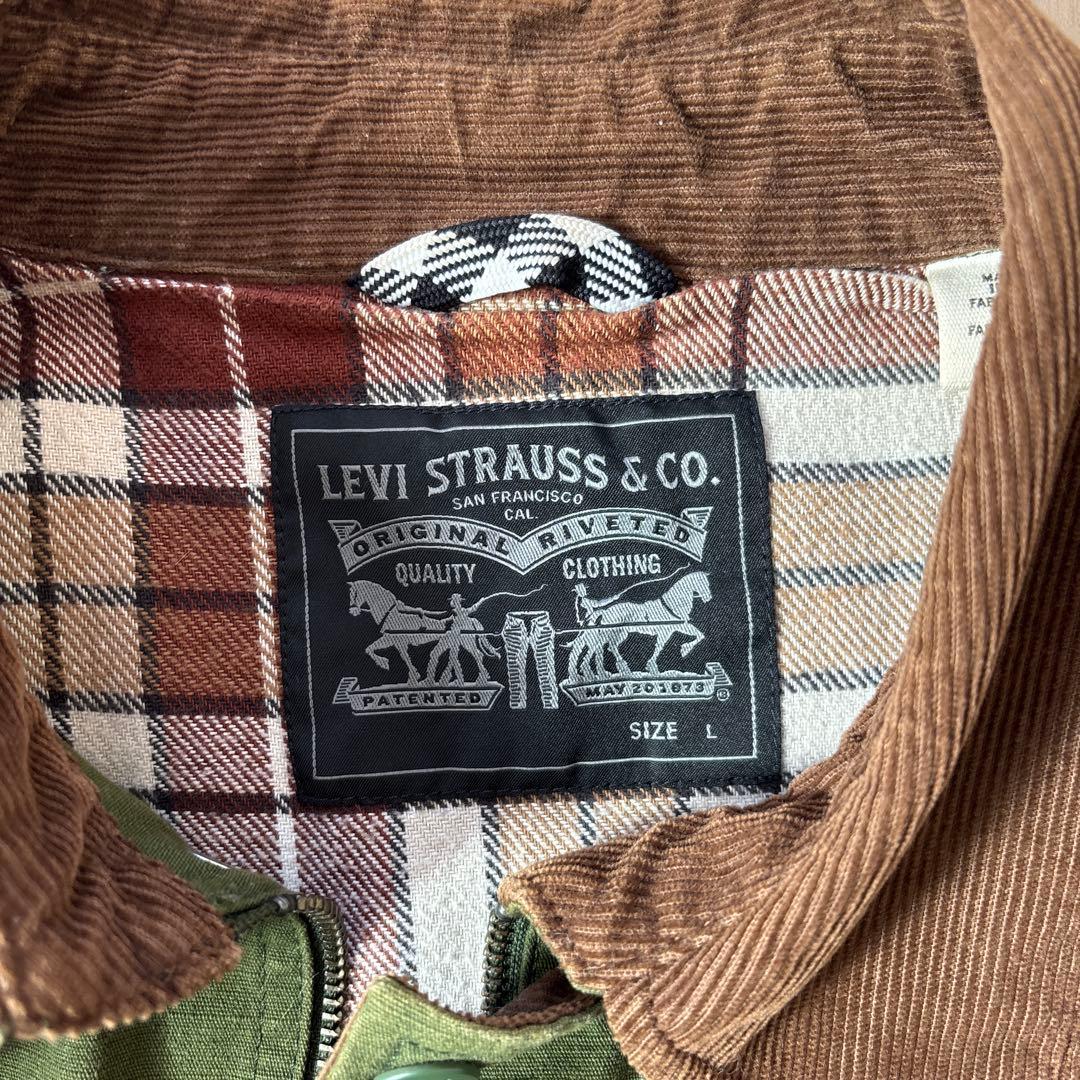 LEVI STRAUSS & CO.
SAN FRANCISCO
CAL.
ORIGINAL RIVETED
QUALITY CLOTHING
PATENTED MAY 20 1873 ®
SIZE L